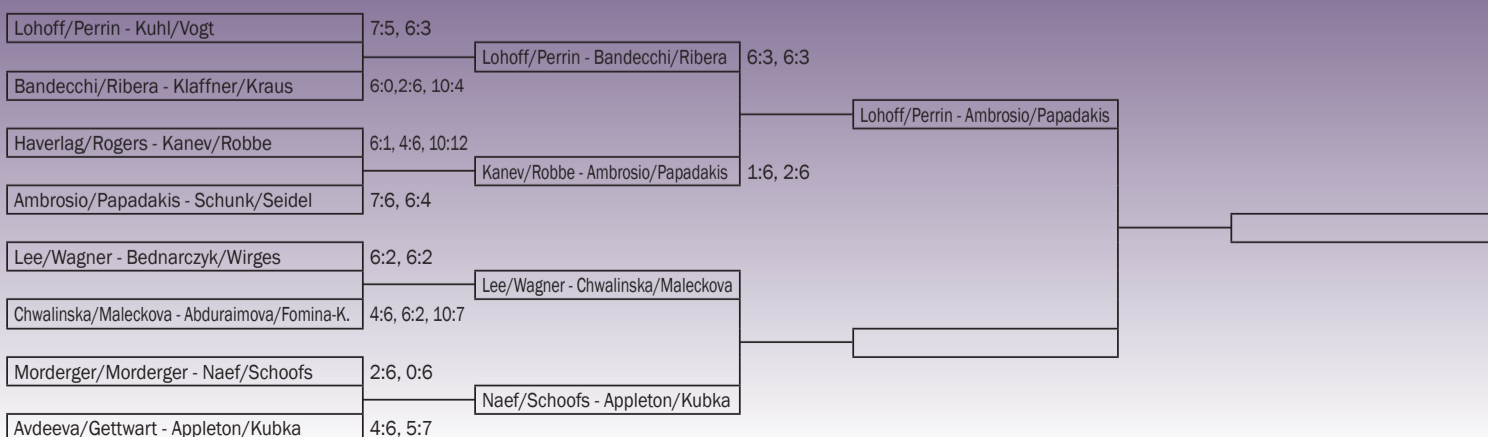 Lohoff/Perrin - Kuhl/Vogt 7:5, 6:3
Lohoff/Perrin - Bandecchi/Ribera 6:3, 6:3
Bandecchi/Ribera - Klaffner/Kraus 6:0,2:6, 10:4
Lohoff/Perrin - Ambrosio/Papadakis
Haverlag/Rogers - Kanev/Robbe 6:1, 4:6, 10:12
Kanev/Robbe - Ambrosio/Papadakis 1:6, 2:6
Ambrosio/Papadakis - Schunk/Seidel 7:6, 6:4
Lee/Wagner - Bednarczyk/Wirges 6:2, 6:2
Lee/Wagner - Chwalinska/Maleckova
Chwalinska/Maleckova - Abduraimova/Fomina-K. 4:6, 6:2, 10:7
Morderger/Morderger - Naef/Schoofs 2:6, 0:6
Naef/Schoofs - Appleton/Kubka
Avdeeva/Gettwart - Appleton/Kubka 4:6, 5:7